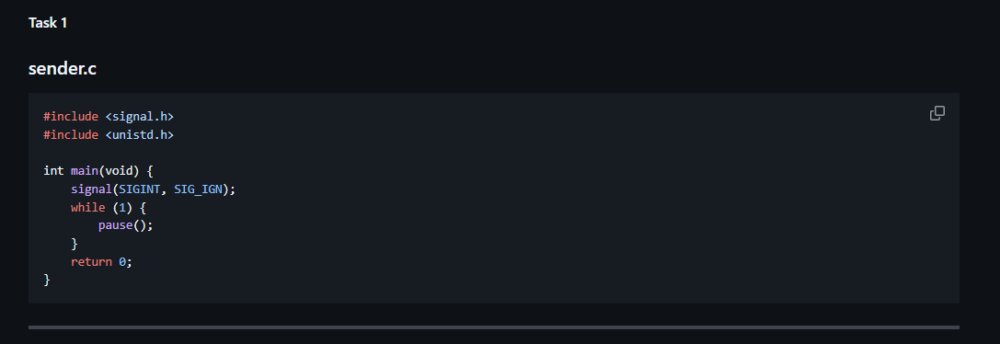 Task 1
sender.c
#include <signal.h>
#include <unistd.h>
int main(void) {
    signal(SIGINT, SIG_IGN);
    while (1) {
        pause();
    }
    return 0;
}